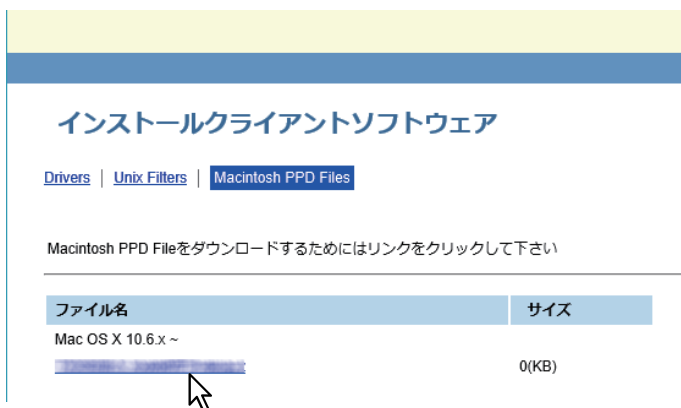 インストールクライアントソフトウェア
Drivers | Unix Filters | Macintosh PPD Files
Macintosh PPD Fileをダウンロードするためにはリンクをクリックして下さい
ファイル名 サイズ
Mac OS X 10.6.x ~
0(KB)